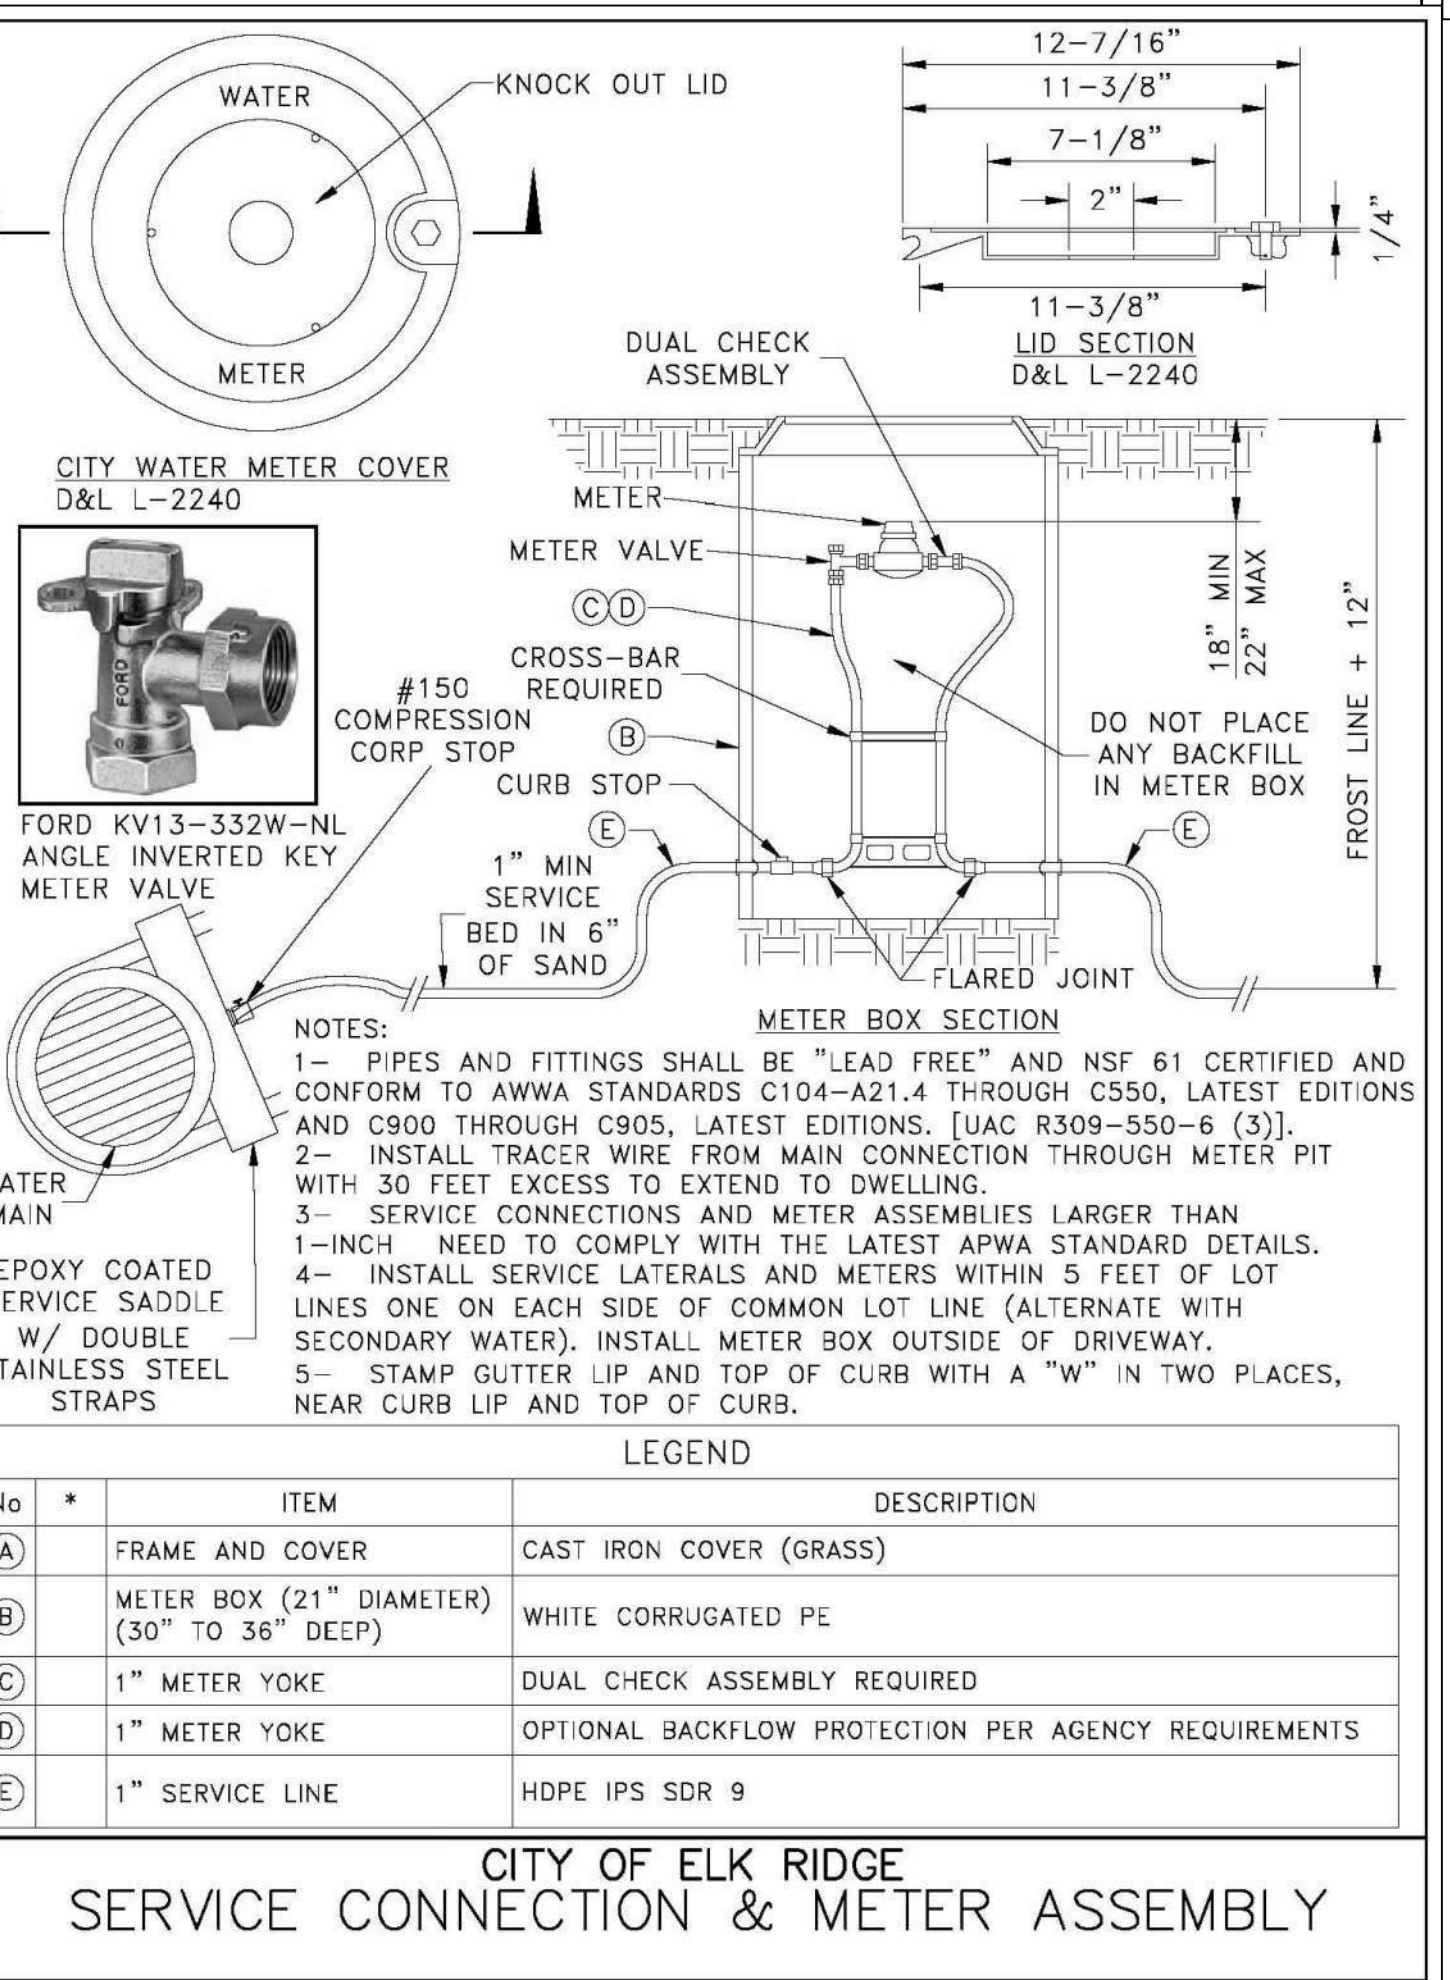 WATER
KNOCK OUT LID
METER
CITY WATER METER COVER
D&L L-2240
12-7/16"
11-3/8"
7-1/8"
2"
1/4"
11-3/8"
LID SECTION
D&L L-2240
DUAL CHECK
ASSEMBLY
METER
METER VALVE
C D
CROSS-BAR
REQUIRED
B
CURB STOP
E
1" MIN
SERVICE
BED IN 6"
OF SAND
#150
COMPRESSION
CORP STOP
FORD
FORD KV13-332W-NL
ANGLE INVERTED KEY
METER VALVE
18" MIN
22" MAX
FROST LINE + 12"
DO NOT PLACE
ANY BACKFILL
IN METER BOX
E
FLARED JOINT
METER BOX SECTION
ATER
MAIN
EPOXY COATED
SERVICE SADDLE
W/ DOUBLE
TAINLESS STEEL
STRAPS
NOTES:
1- PIPES AND FITTINGS SHALL BE "LEAD FREE" AND NSF 61 CERTIFIED AND
CONFORM TO AWWA STANDARDS C104-A21.4 THROUGH C550, LATEST EDITIONS
AND C900 THROUGH C905, LATEST EDITIONS. [UAC R309-550-6 (3)].
2- INSTALL TRACER WIRE FROM MAIN CONNECTION THROUGH METER PIT
WITH 30 FEET EXCESS TO EXTEND TO DWELLING.
3- SERVICE CONNECTIONS AND METER ASSEMBLIES LARGER THAN
1-INCH NEED TO COMPLY WITH THE LATEST APWA STANDARD DETAILS.
4- INSTALL SERVICE LATERALS AND METERS WITHIN 5 FEET OF LOT
LINES ONE ON EACH SIDE OF COMMON LOT LINE (ALTERNATE WITH
SECONDARY WATER). INSTALL METER BOX OUTSIDE OF DRIVEWAY.
5- STAMP GUTTER LIP AND TOP OF CURB WITH A "W" IN TWO PLACES,
NEAR CURB LIP AND TOP OF CURB.
LEGEND
No * ITEM DESCRIPTION
A FRAME AND COVER CAST IRON COVER (GRASS)
B METER BOX (21" DIAMETER)
(30" TO 36" DEEP) WHITE CORRUGATED PE
C 1" METER YOKE DUAL CHECK ASSEMBLY REQUIRED
D 1" METER YOKE OPTIONAL BACKFLOW PROTECTION PER AGENCY REQUIREMENTS
E 1" SERVICE LINE HDPE IPS SDR 9
CITY OF ELK RIDGE
SERVICE CONNECTION & METER ASSEMBLY